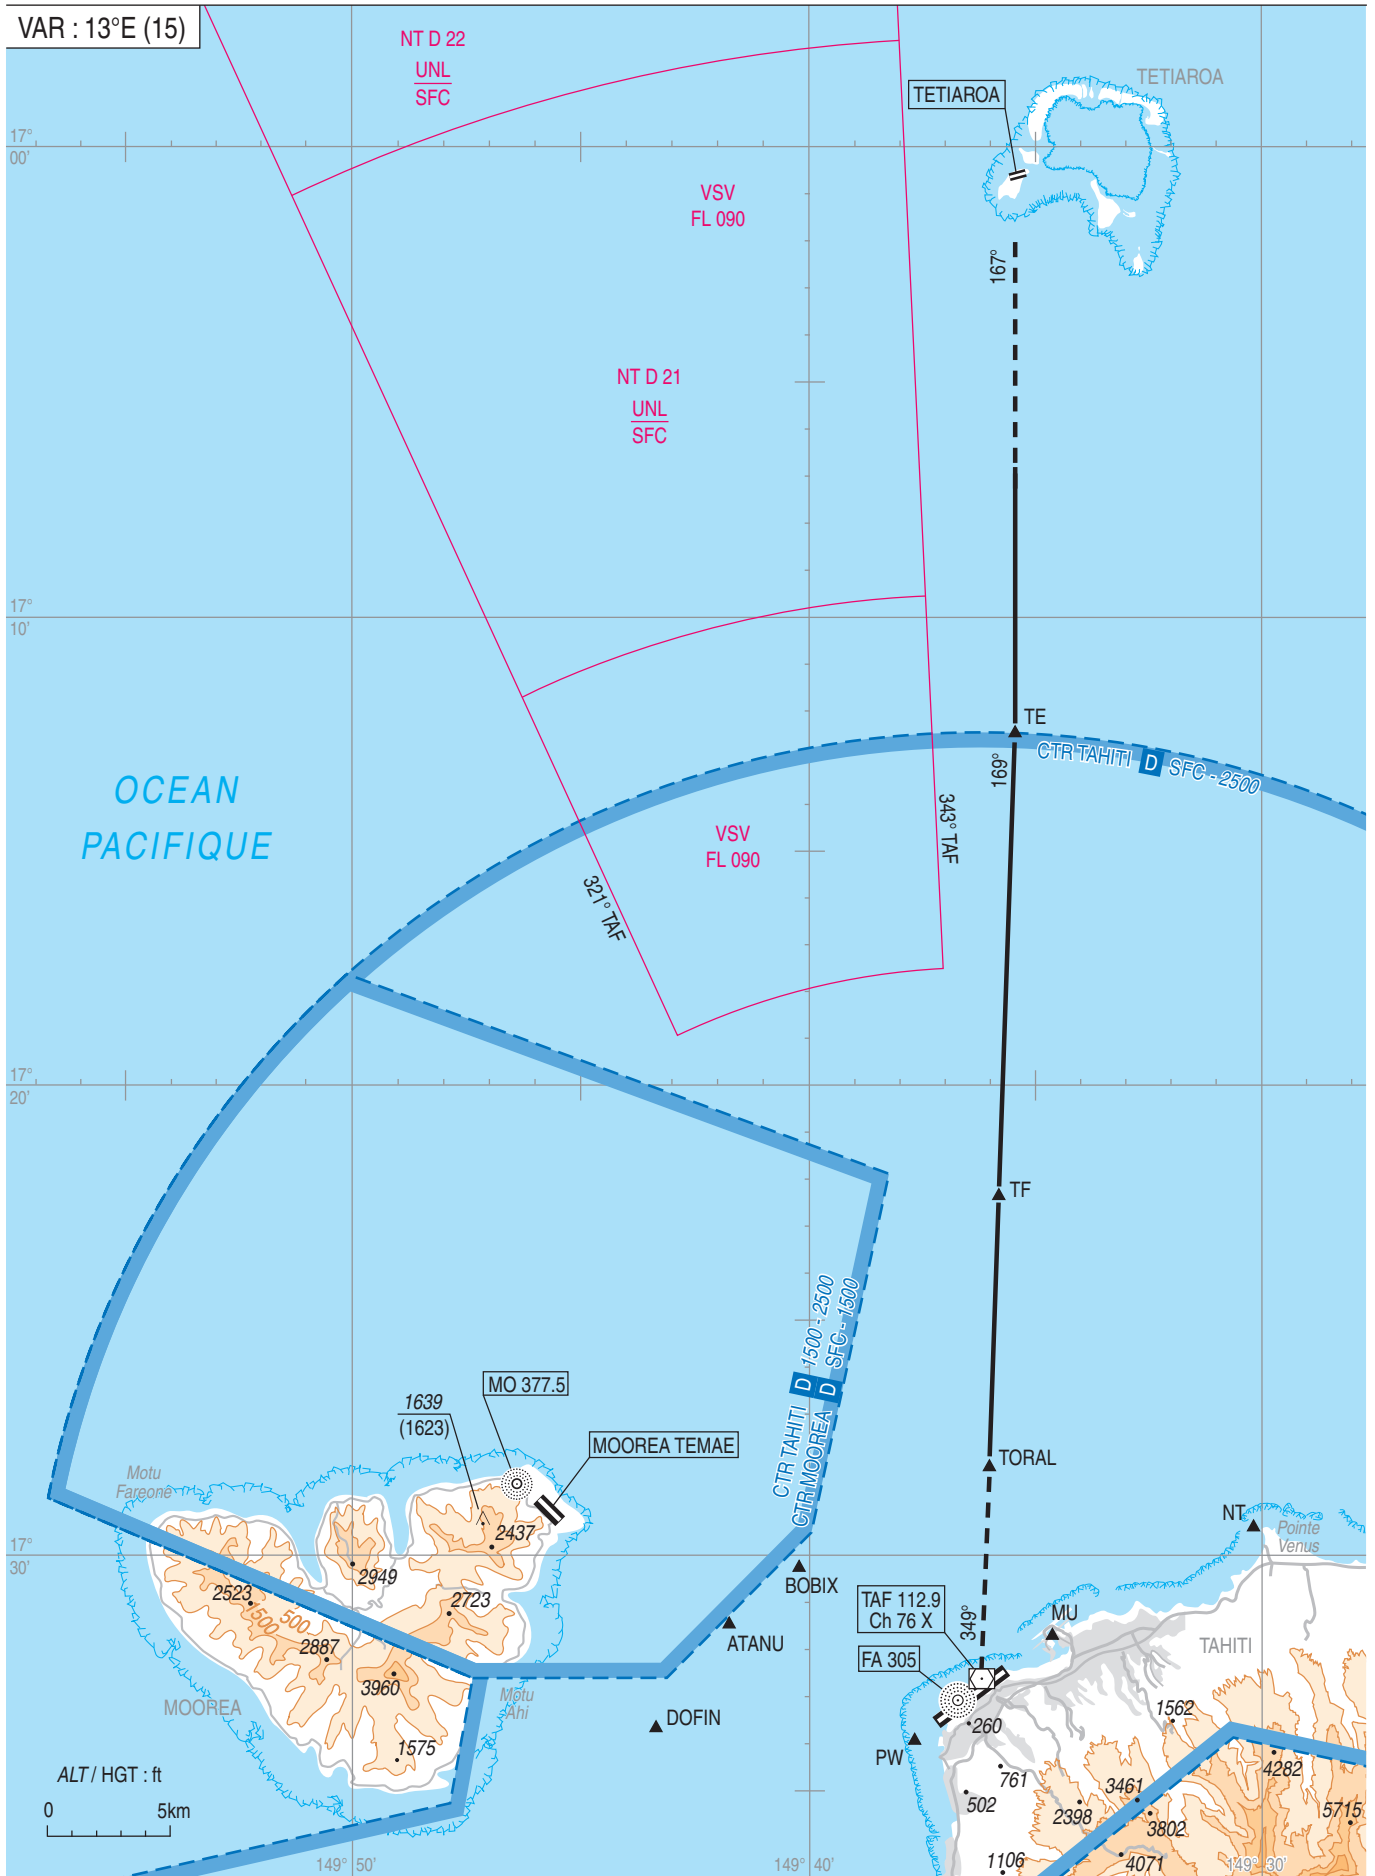 VAR : 13°E (15)
NT D 22
UNL
SFC
TETIAROA
TETIAROA
17°
00'
VSV
FL 090
167°
NT D 21
UNL
SFC
17°
10'
TE
CTR TAHITI D SFC - 2500
169°
OCEAN
PACIFIQUE
VSV
FL 090
343° TAF
321° TAF
17°
20'
TF
CTR TAHITI D 1500 - 2500
CTR MOOREA D SFC - 1500
MO 377.5
1639
(1623)
MOOREA TEMAE
TORAL
Motu
Fareone
NT
Pointe
Venus
2437
17°
30'
2949
BOBIX
2523
1500
500
2723
TAF 112.9
Ch 76 X
349°
MU
ATANU
TAHITI
2887
FA 305
3960
MOOREA
Motu
Ahi
DOFIN
260
1562
PW
1575
4282
ALT / HGT : ft
761
3461
0
5km
502
2398
3802
5715
4071
1106
149° 50'
149° 40'
149° 30'